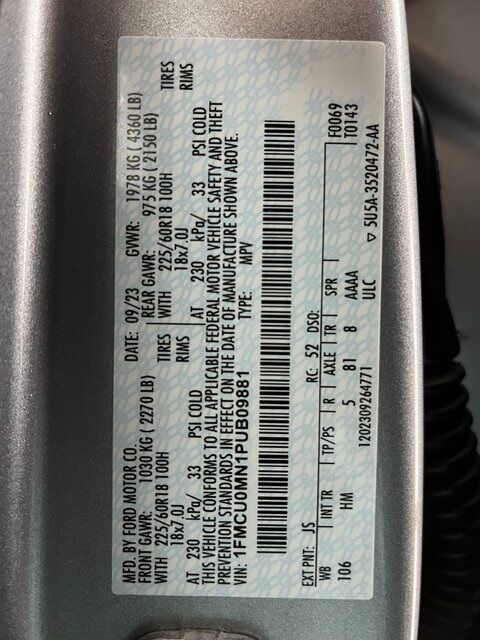 MFD. BY FORD MOTOR CO. DATE: 09/23 GVWR: 1978 KG ( 4360 LB)
FRONT GAWR: 1030 KG ( 2270 LB) REAR GAWR: 975 KG ( 2150 LB)
WITH 225/60R18 100H TIRES WITH 225/60R18 100H TIRES
18x7.0J RIMS 18x7.0J RIMS
AT 230 kPa/ 33 PSI COLD AT 230 kPa/ 33 PSI COLD
THIS VEHICLE CONFORMS TO ALL APPLICABLE FEDERAL MOTOR VEHICLE SAFETY AND THEFT
PREVENTION STANDARDS IN EFFECT ON THE DATE OF MANUFACTURE SHOWN ABOVE.
VIN: 1FMCU0MN1PUB09881 TYPE: MPV
F0069
EXT PNT: JS RC: 52 DSO: T0143
WB INT TR TP/PS R AXLE TR SPR
106 HM 5 81 8 AAAA
1202309264771 ULC ▽ 5U5A-3520472-AA